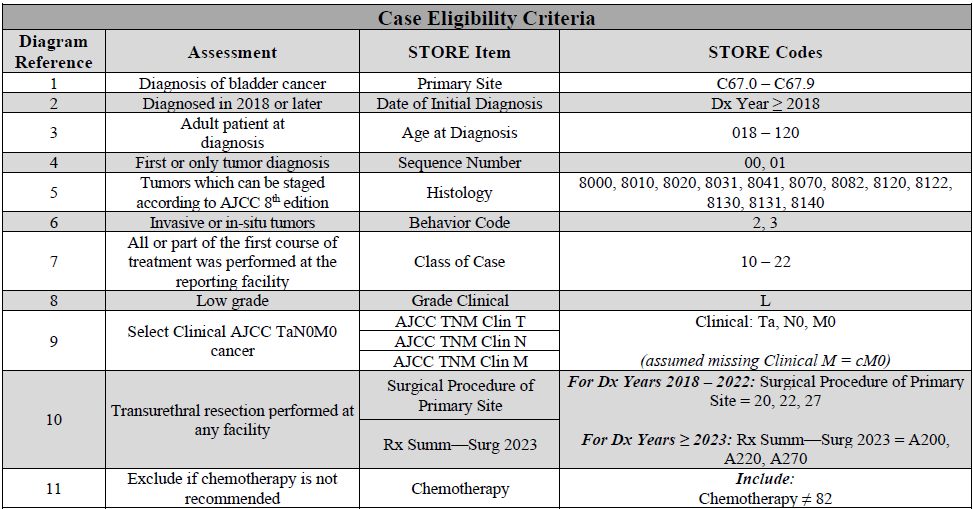 Case Eligibility Criteria
Diagram
Reference
Assessment
STORE Item
STORE Codes
1
Diagnosis of bladder cancer
Primary Site
C67.0 – C67.9
2
Diagnosed in 2018 or later
Date of Initial Diagnosis
Dx Year ≥ 2018
3
Adult patient at
diagnosis
Age at Diagnosis
018 – 120
4
First or only tumor diagnosis
Sequence Number
00, 01
5
Tumors which can be staged
according to AJCC 8th edition
Histology
8000, 8010, 8020, 8031, 8041, 8070, 8082, 8120, 8122,
8130, 8131, 8140
6
Invasive or in-situ tumors
Behavior Code
2, 3
7
All or part of the first course of
treatment was performed at the
reporting facility
Class of Case
10 – 22
8
Low grade
Grade Clinical
L
9
Select Clinical AJCC TaN0M0
cancer
AJCC TNM Clin T
AJCC TNM Clin N
AJCC TNM Clin M
Clinical: Ta, N0, M0
(assumed missing Clinical M = cM0)
10
Transurethral resection performed at
any facility
Surgical Procedure of
Primary Site
Rx Summ—Surg 2023
For Dx Years 2018 – 2022: Surgical Procedure of Primary
Site = 20, 22, 27
For Dx Years ≥ 2023: Rx Summ—Surg 2023 = A200,
A220, A270
11
Exclude if chemotherapy is not
recommended
Chemotherapy
Include:
Chemotherapy ≠ 82